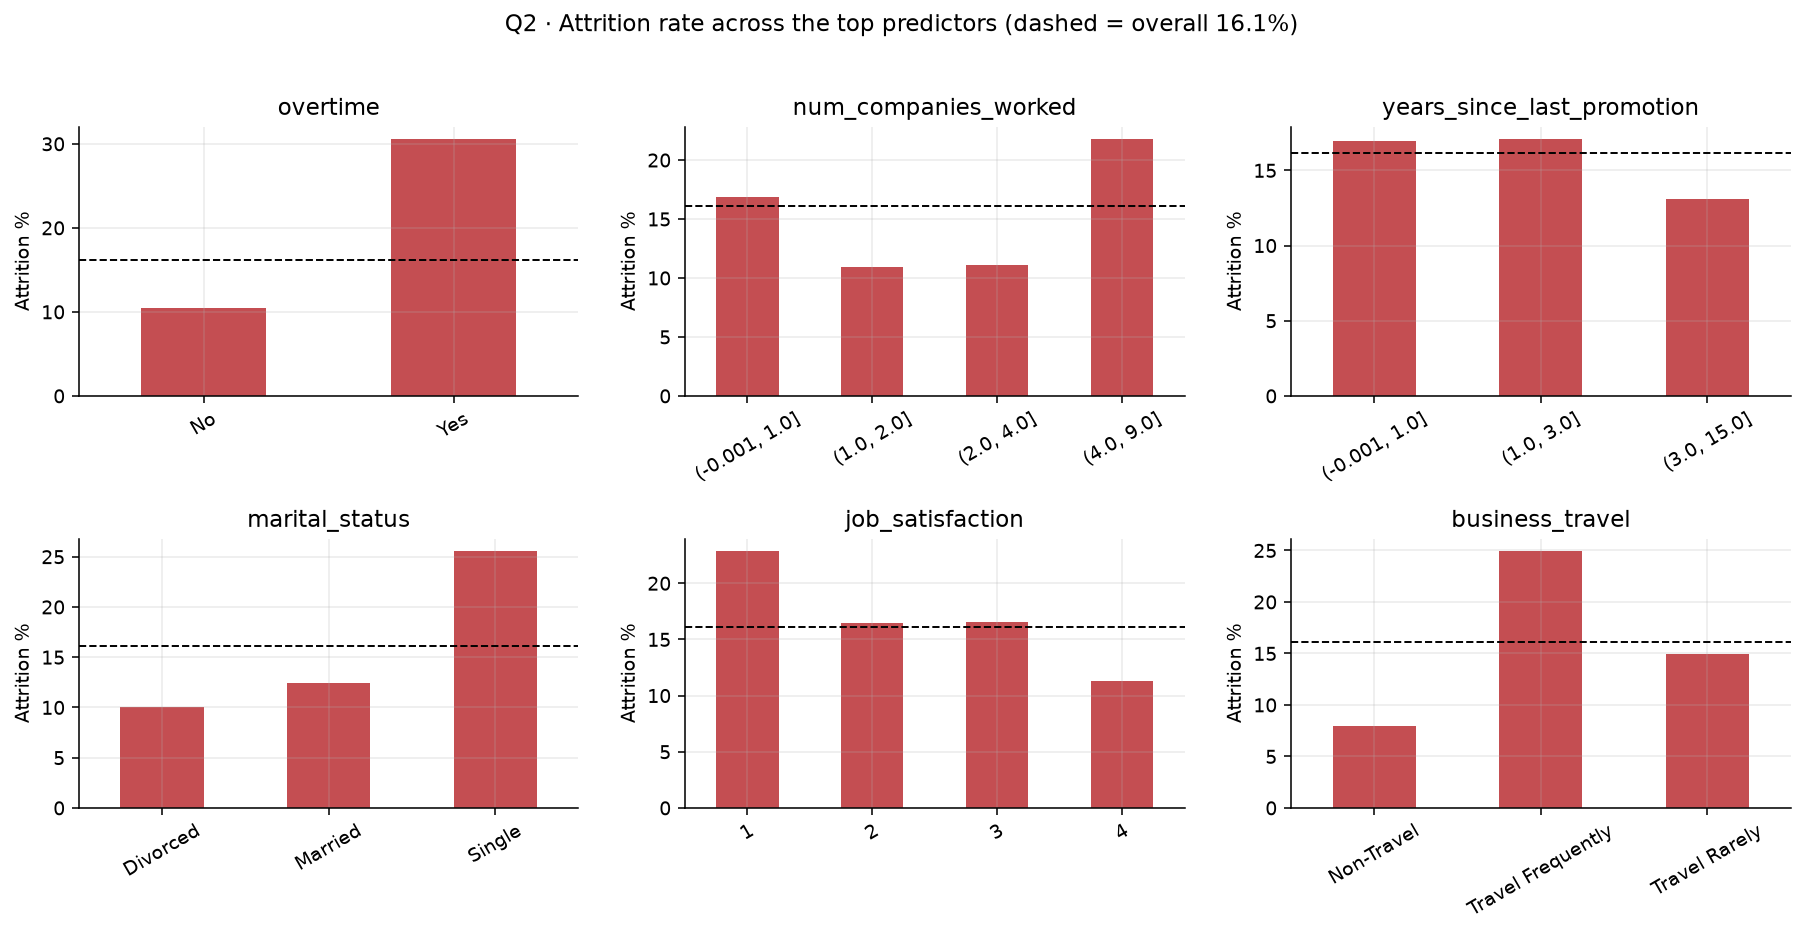 Q2 · Attrition rate across the top predictors (dashed = overall 16.1%)
overtime
Attrition %
30
20
10
0
No
Yes
num_companies_worked
Attrition %
20
15
10
5
0
(-0.001, 1.0]
(1.0, 2.0]
(2.0, 4.0]
(4.0, 9.0]
years_since_last_promotion
Attrition %
15
10
5
0
(-0.001, 1.0]
(1.0, 3.0]
(3.0, 15.0]
marital_status
Attrition %
25
20
15
10
5
0
Divorced
Married
Single
job_satisfaction
Attrition %
20
15
10
5
0
1
2
3
4
business_travel
Attrition %
25
20
15
10
5
0
Non-Travel
Travel Frequently
Travel Rarely